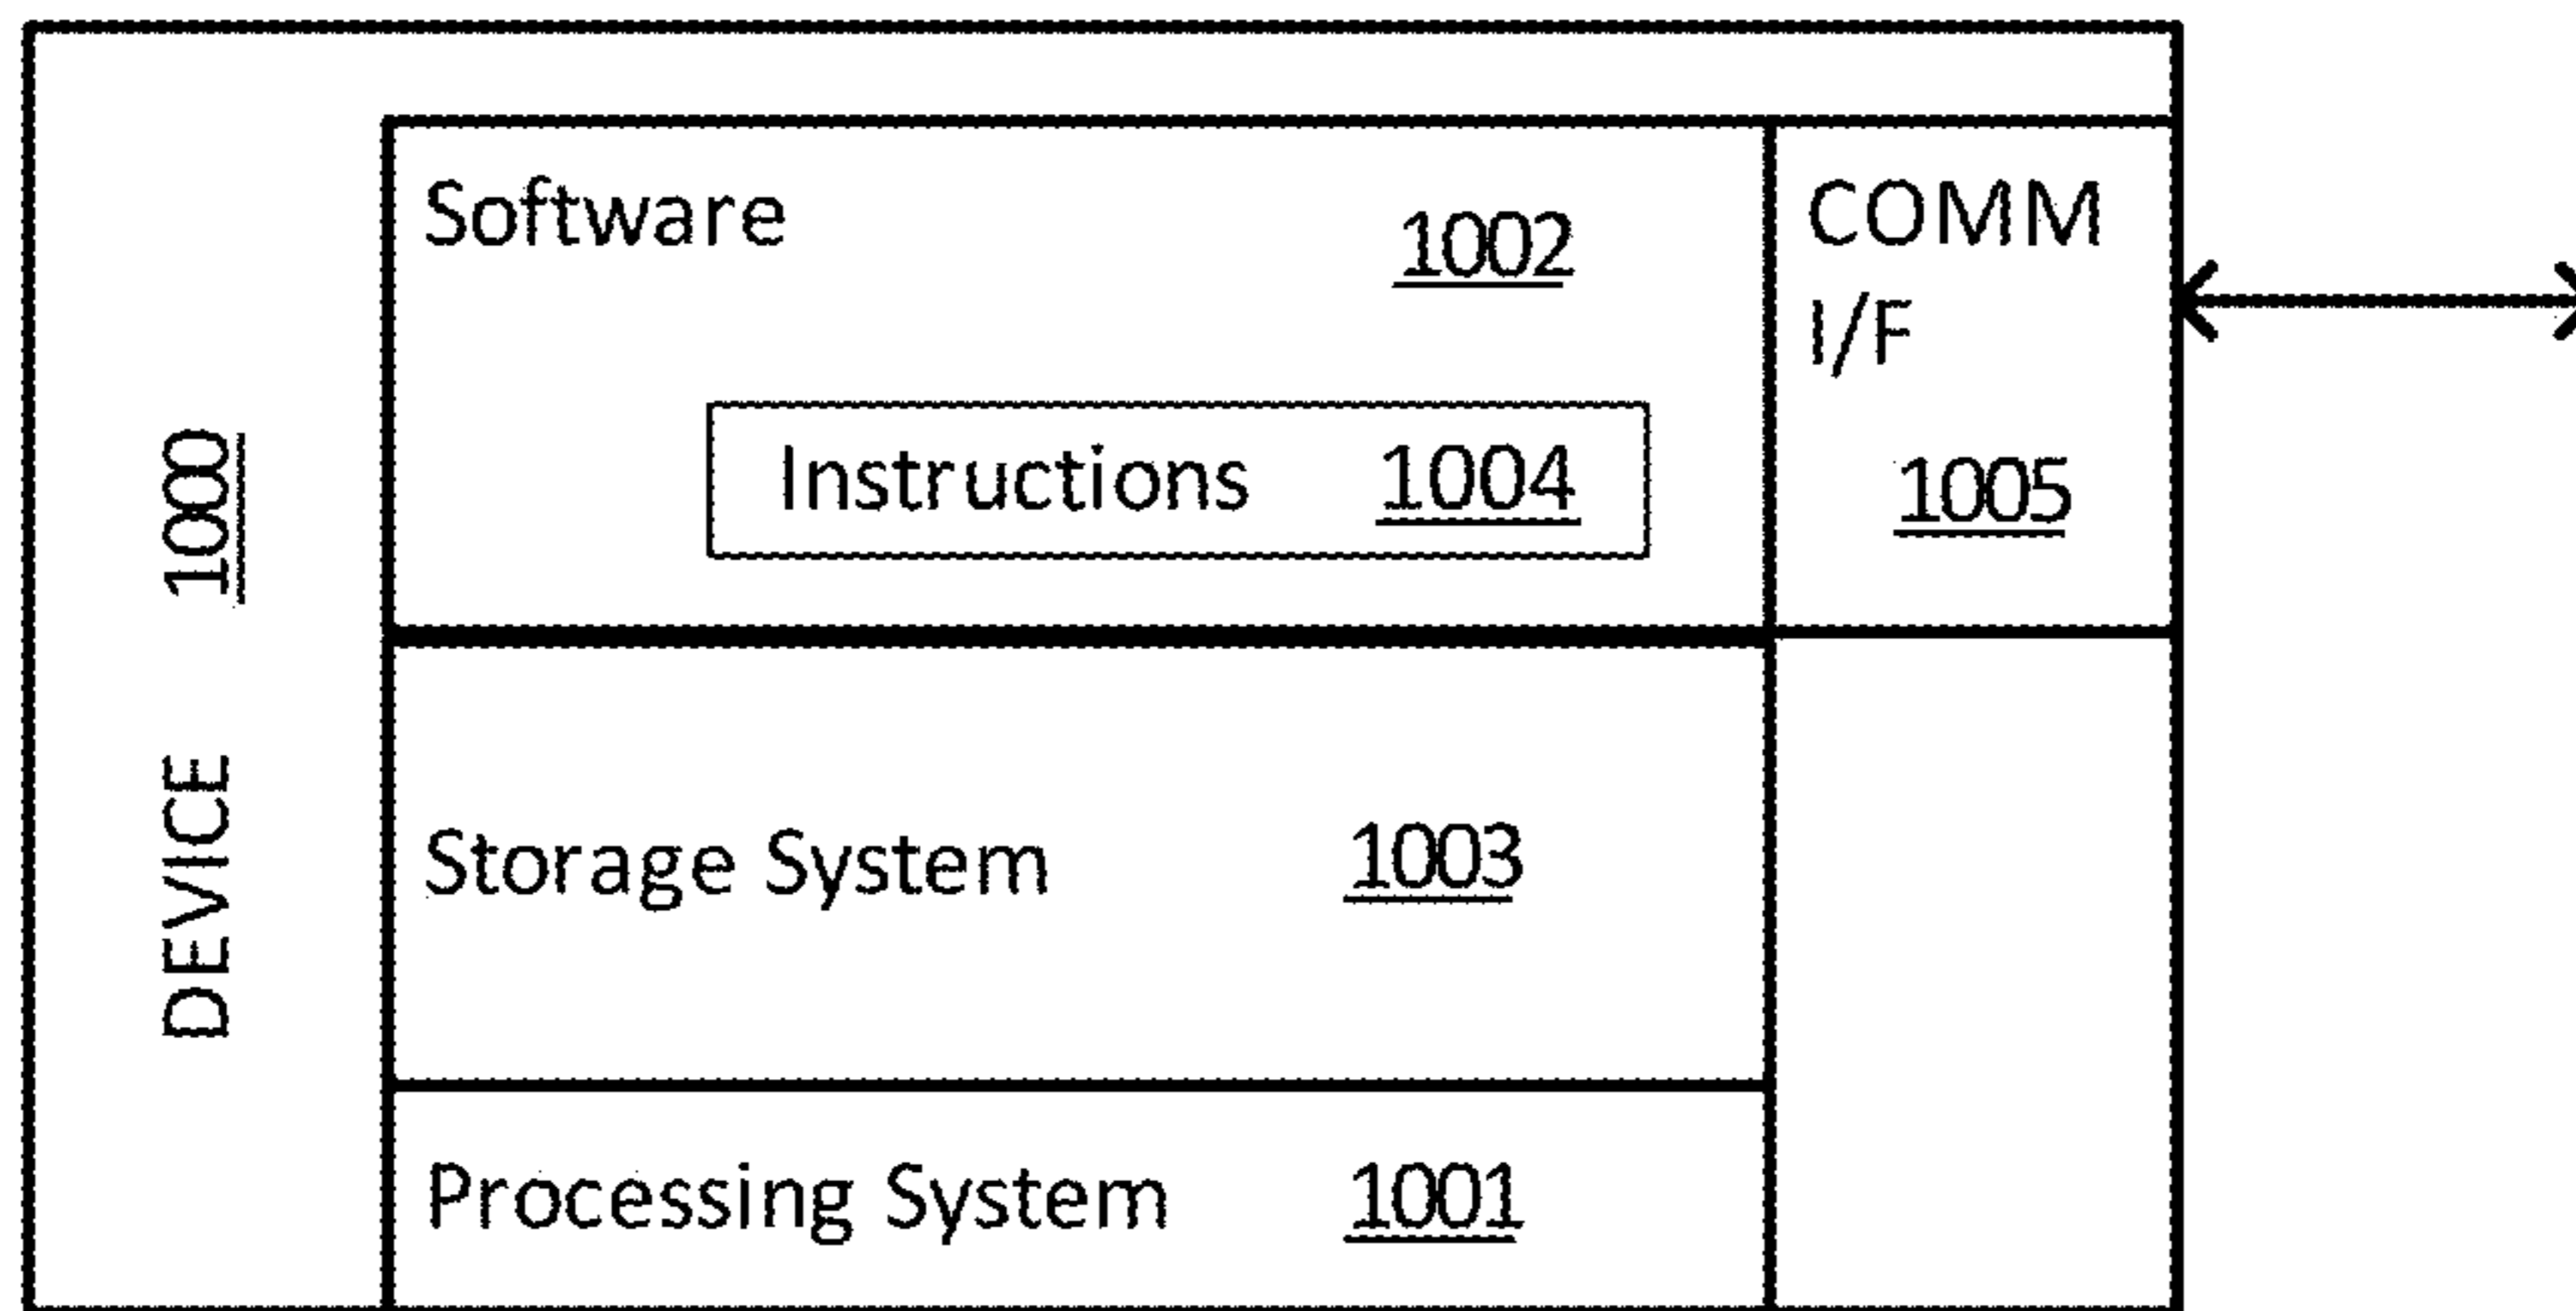 DEVICE 1000
Software 1002
COMM
I/F
1005
Instructions 1004
Storage System 1003
Processing System 1001